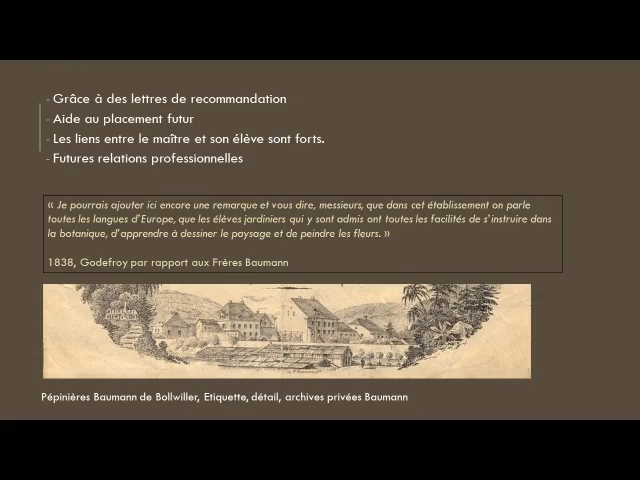 - Grâce à des lettres de recommandation
- Aide au placement futur
- Les liens entre le maître et son élève sont forts.
- Futures relations professionnelles
« Je pourrais ajouter ici encore une remarque et vous dire, messieurs, que dans cet établissement on parle
toutes les langues d'Europe, que les élèves jardiniers qui y sont admis ont toutes les facilités de s'instruire dans
la botanique, d'apprendre à dessiner le paysage et de peindre les fleurs. »
1838, Godefroy par rapport aux Frères Baumann
Pépinières Baumann de Bollwiller, Etiquette, détail, archives privées Baumann